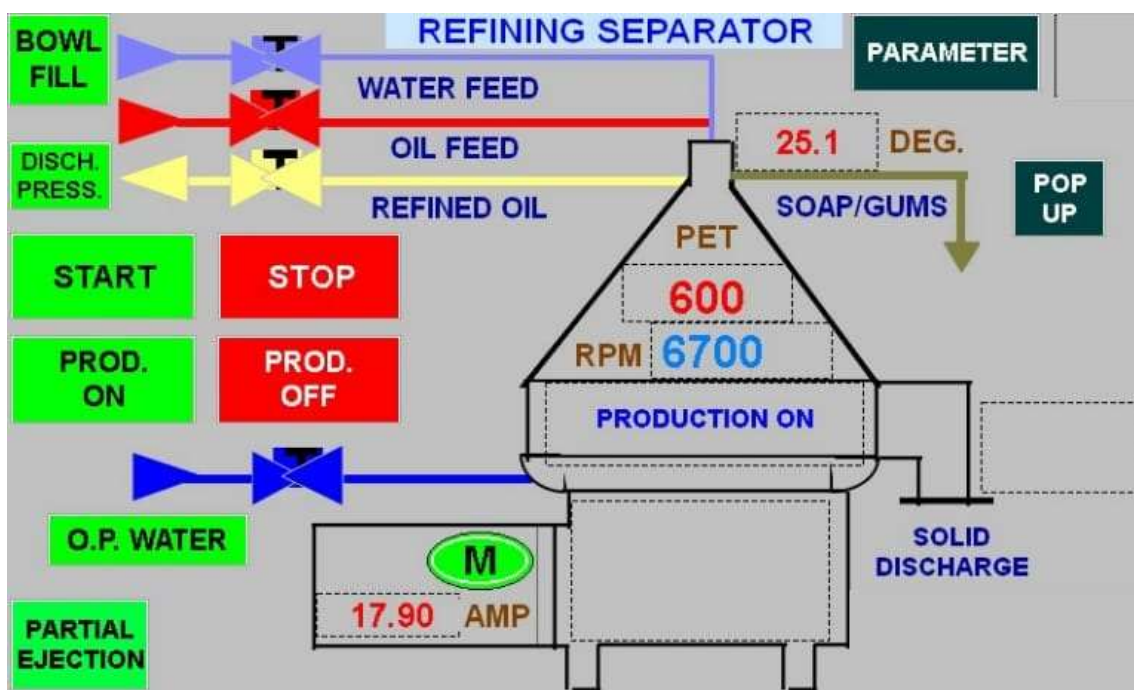 BOWL
FILL
REFINING SEPARATOR
PARAMETER
WATER FEED
OIL FEED
25.1 DEG.
DISCH.
PRESS.
REFINED OIL
SOAP/GUMS
POP
UP
PET
START
STOP
600
RPM 6700
PROD.
ON
PROD.
OFF
PRODUCTION ON
O.P. WATER
SOLID
DISCHARGE
M
17.90 AMP
PARTIAL
EJECTION